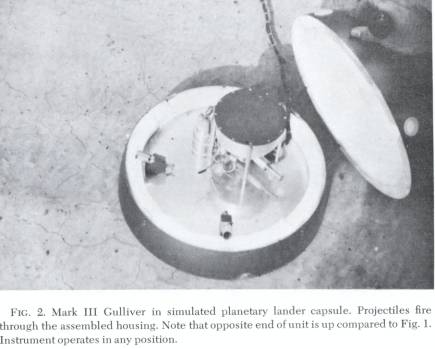 FIG. 2. Mark III Gulliver in simulated planetary lander capsule. Projectiles fire
through the assembled housing. Note that opposite end of unit is up compared to Fig. 1.
Instrument operates in any position.